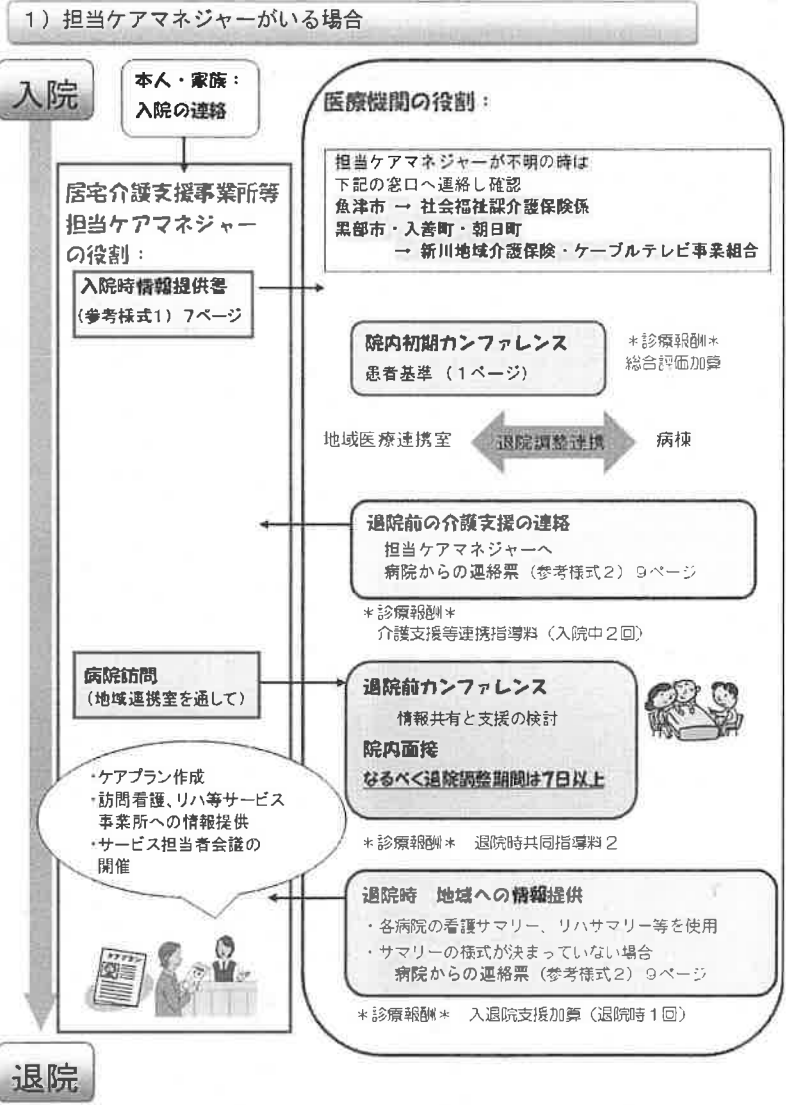 1）担当ケアマネジャーがいる場合
入院
本人・家族：
入院の連絡
居宅介護支援事業所等
担当ケアマネジャー
の役割：
入院時情報提供書
（参考様式1）7ページ
医療機関の役割：
担当ケアマネジャーが不明の時は
下記の窓口へ連絡し確認
魚津市 → 社会福祉課介護保険係
黒部市・入善町・朝日町
→ 新川地域介護保険・ケーブルテレビ事業組合
院内初期カンファレンス
患者基準（1ページ）
＊診療報酬＊
総合評価加算
地域医療連携室
退院調整連携
病棟
退院前の介護支援の連絡
担当ケアマネジャーへ
病院からの連絡票（参考様式2）9ページ
＊診療報酬＊
介護支援等連携指導料（入院中2回）
病院訪問
（地域連携室を通して）
退院前カンファレンス
情報共有と支援の検討
院内面接
なるべく退院調整期間は7日以上
・ケアプラン作成
・訪問看護、リハ等サービス
事業所への情報提供
・サービス担当者会議の
開催
＊診療報酬＊ 退院時共同指導料2
退院時 地域への情報提供
・各病院の看護サマリー、リハサマリー等を使用
・サマリーの様式が決まっていない場合
病院からの連絡票（参考様式2）9ページ
ケアプラン
＊診療報酬＊ 入退院支援加算（退院時1回）
退院